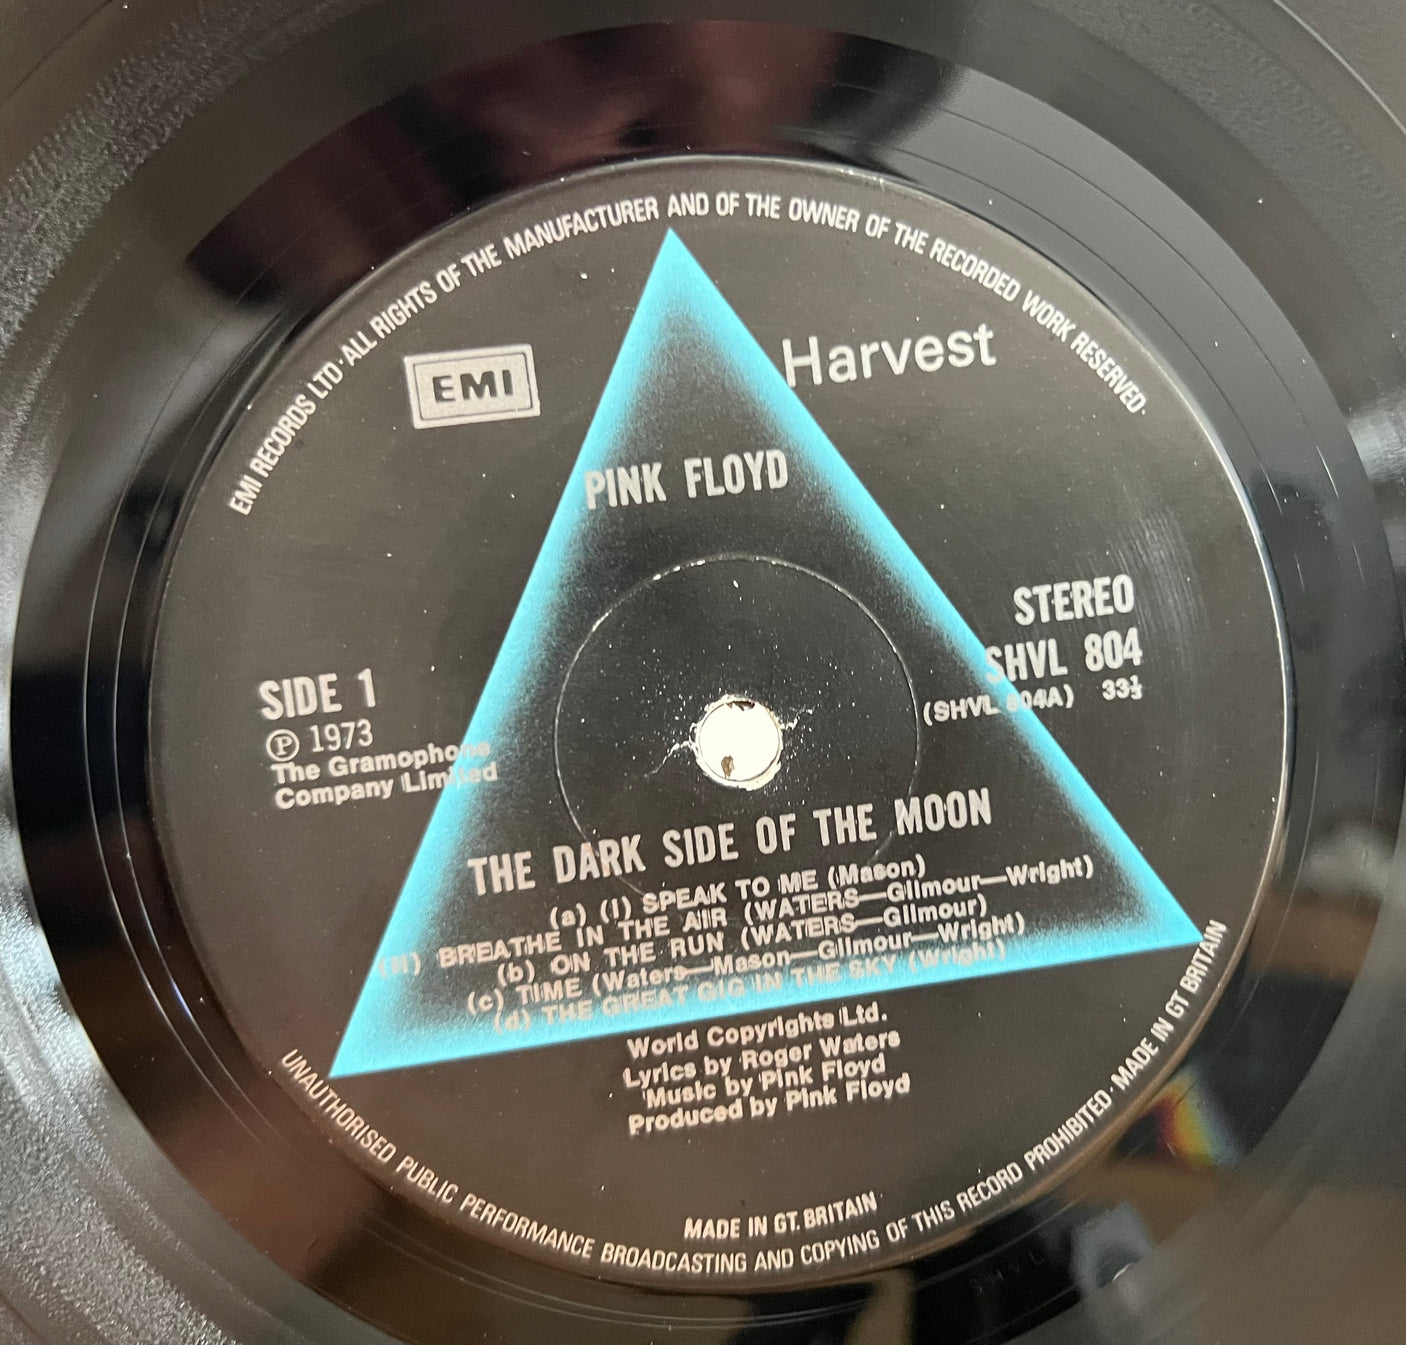 EMI RECORDS LTD·ALL RIGHTS OF THE MANUFACTURER AND OF THE OWNER OF THE RECORDED WORK RESERVED·
EMI
Harvest
PINK FLOYD
STEREO
SHVL 804
(SHVL 804A) 33⅓
SIDE 1
Ⓟ 1973
The Gramophone
Company Limited
THE DARK SIDE OF THE MOON
(a) (I) SPEAK TO ME (Mason)
(II) BREATHE IN THE AIR (WATERS—Gilmour—Wright)
(b) ON THE RUN (WATERS—Gilmour)
(c) TIME (Waters—Mason—Gilmour—Wright)
(d) THE GREAT GIG IN THE SKY (Wright)
World Copyrights Ltd.
Lyrics by Roger Waters
Music by Pink Floyd
Produced by Pink Floyd
MADE IN GT. BRITAIN
UNAUTHORISED PUBLIC PERFORMANCE BROADCASTING AND COPYING OF THIS RECORD PROHIBITED·MADE IN GT BRITAIN